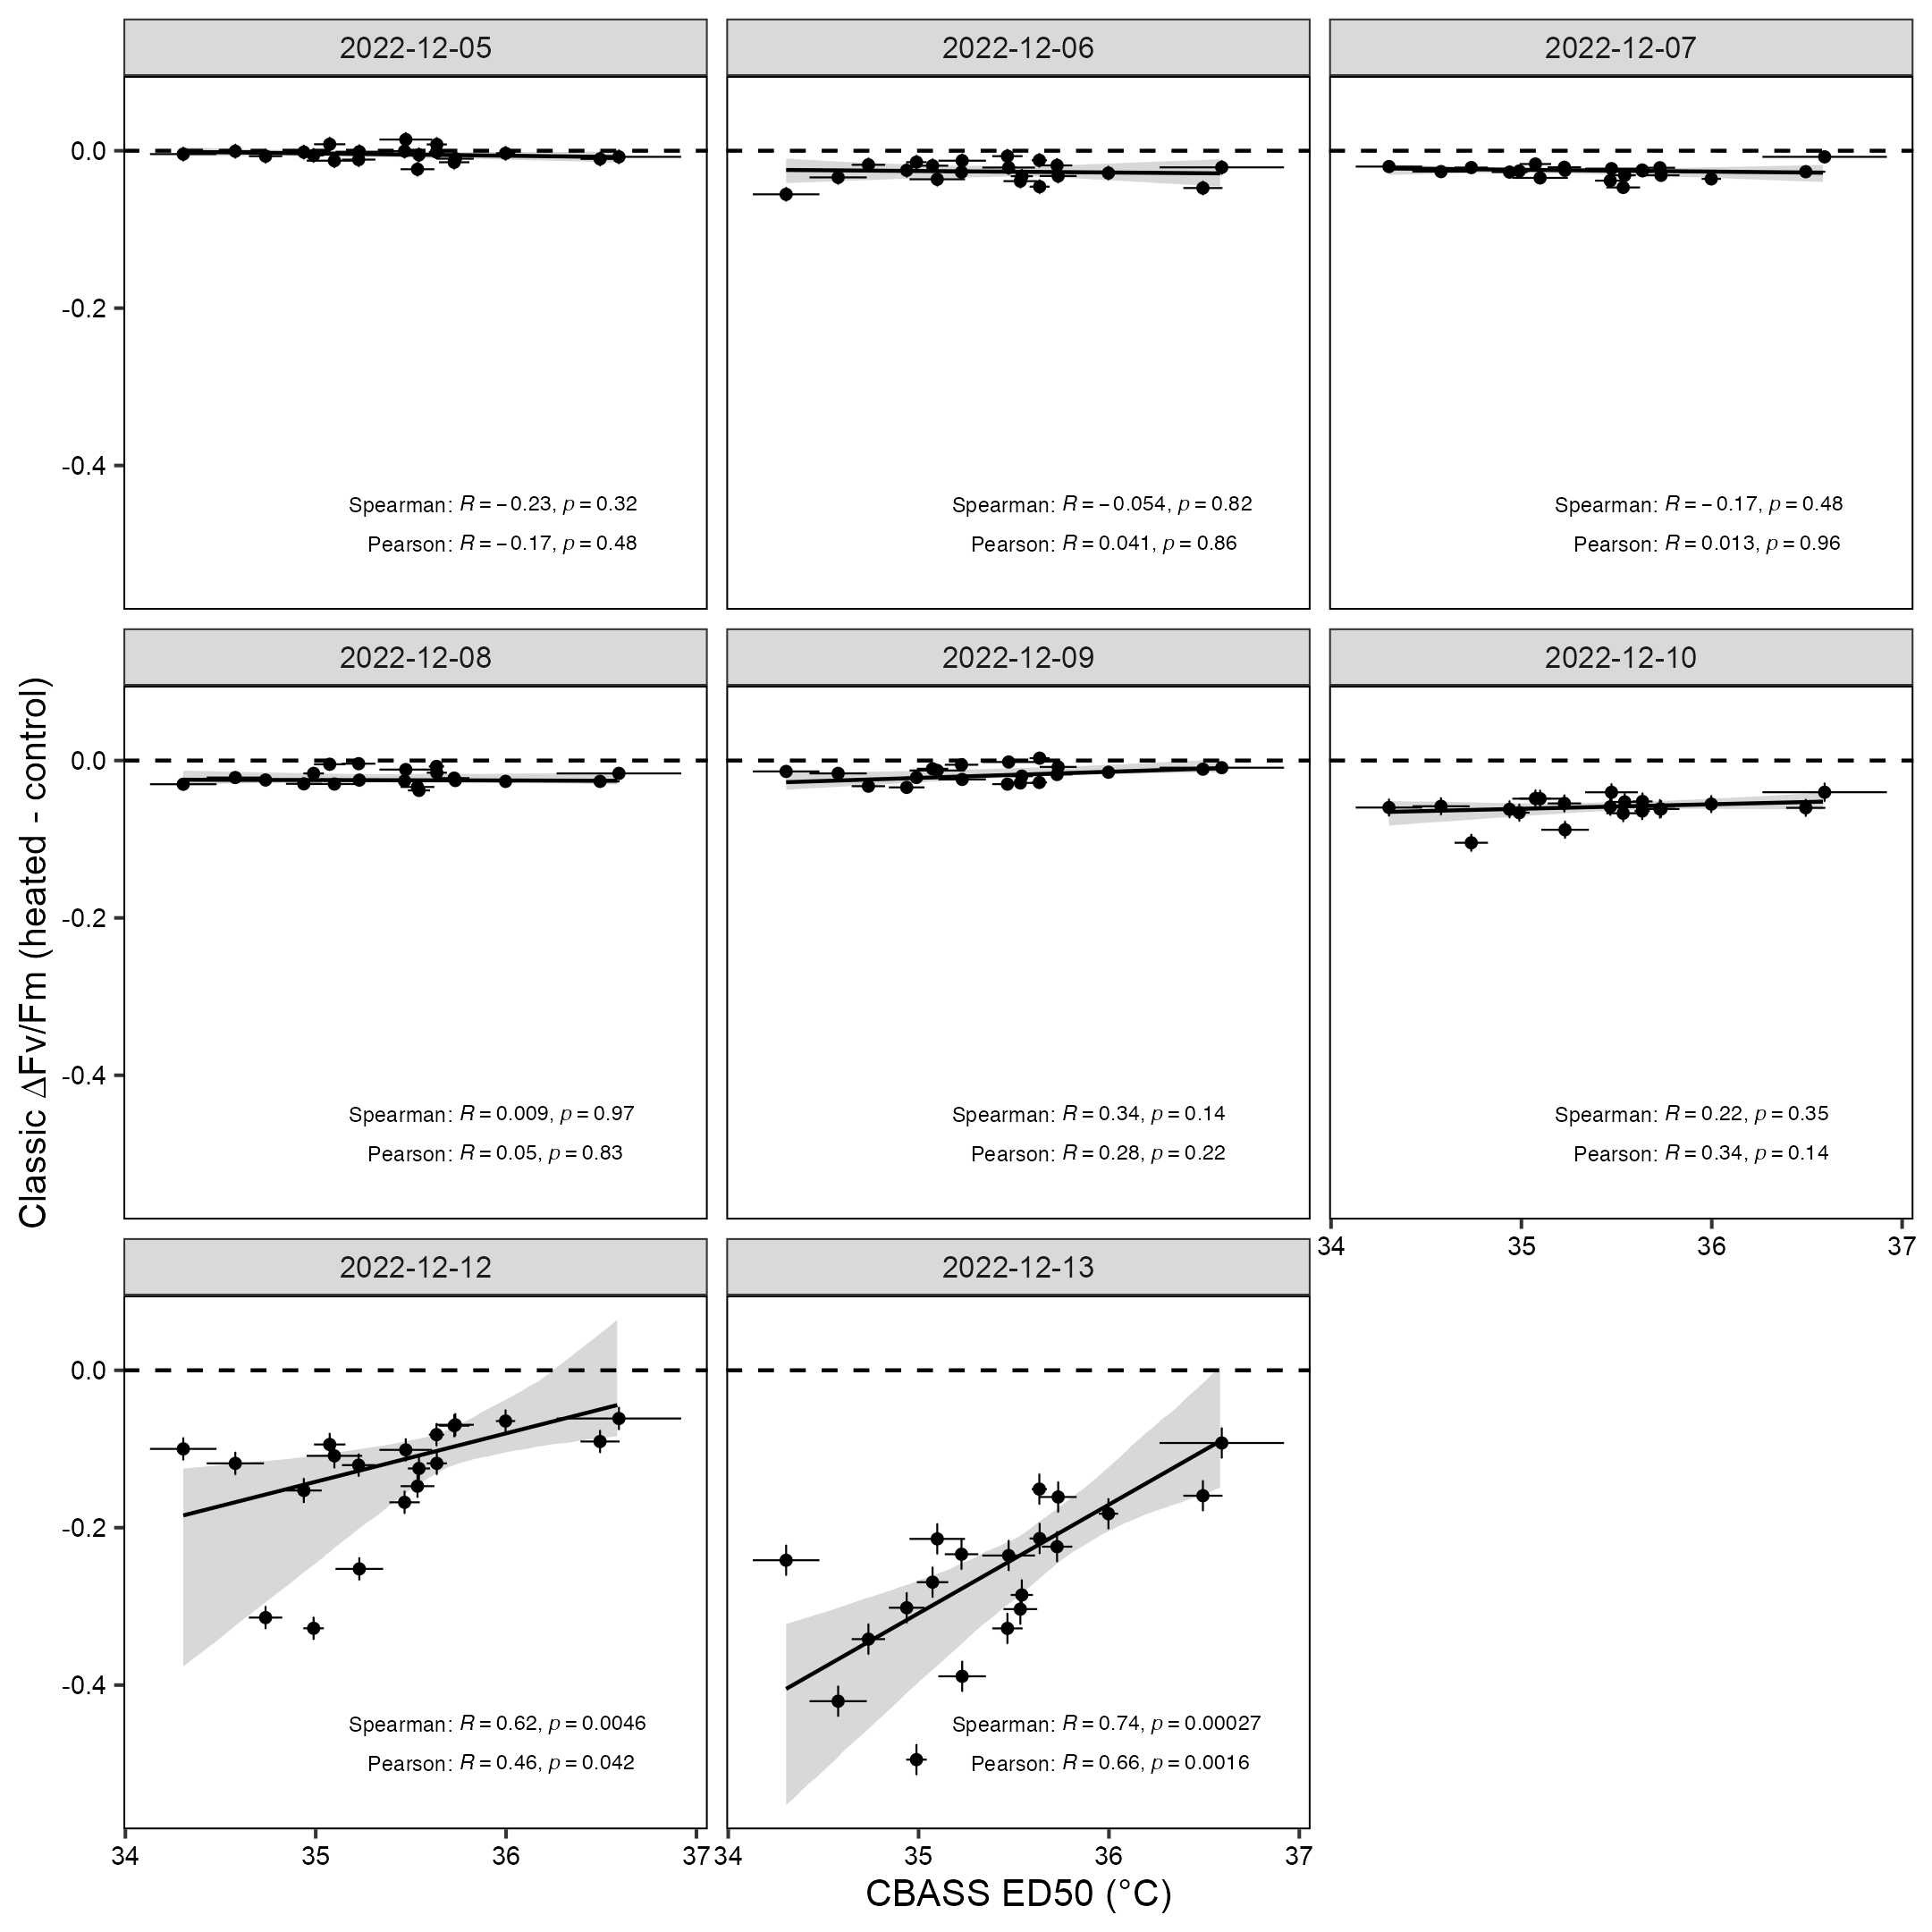 2022-12-05
2022-12-06
2022-12-07
0.0
-0.2
-0.4
Spearman: R = −0.23, p = 0.32
Pearson: R = −0.17, p = 0.48
Spearman: R = −0.054, p = 0.82
Pearson: R = 0.041, p = 0.86
Spearman: R = −0.17, p = 0.48
Pearson: R = 0.013, p = 0.96
2022-12-08
2022-12-09
2022-12-10
Classic ΔFv/Fm (heated - control)
0.0
-0.2
-0.4
Spearman: R = 0.009, p = 0.97
Pearson: R = 0.05, p = 0.83
Spearman: R = 0.34, p = 0.14
Pearson: R = 0.28, p = 0.22
Spearman: R = 0.22, p = 0.35
Pearson: R = 0.34, p = 0.14
34 35 36 37
2022-12-12
2022-12-13
0.0
-0.2
-0.4
Spearman: R = 0.62, p = 0.0046
Pearson: R = 0.46, p = 0.042
Spearman: R = 0.74, p = 0.00027
Pearson: R = 0.66, p = 0.0016
34 35 36 37
34 35 36 37
CBASS ED50 (°C)